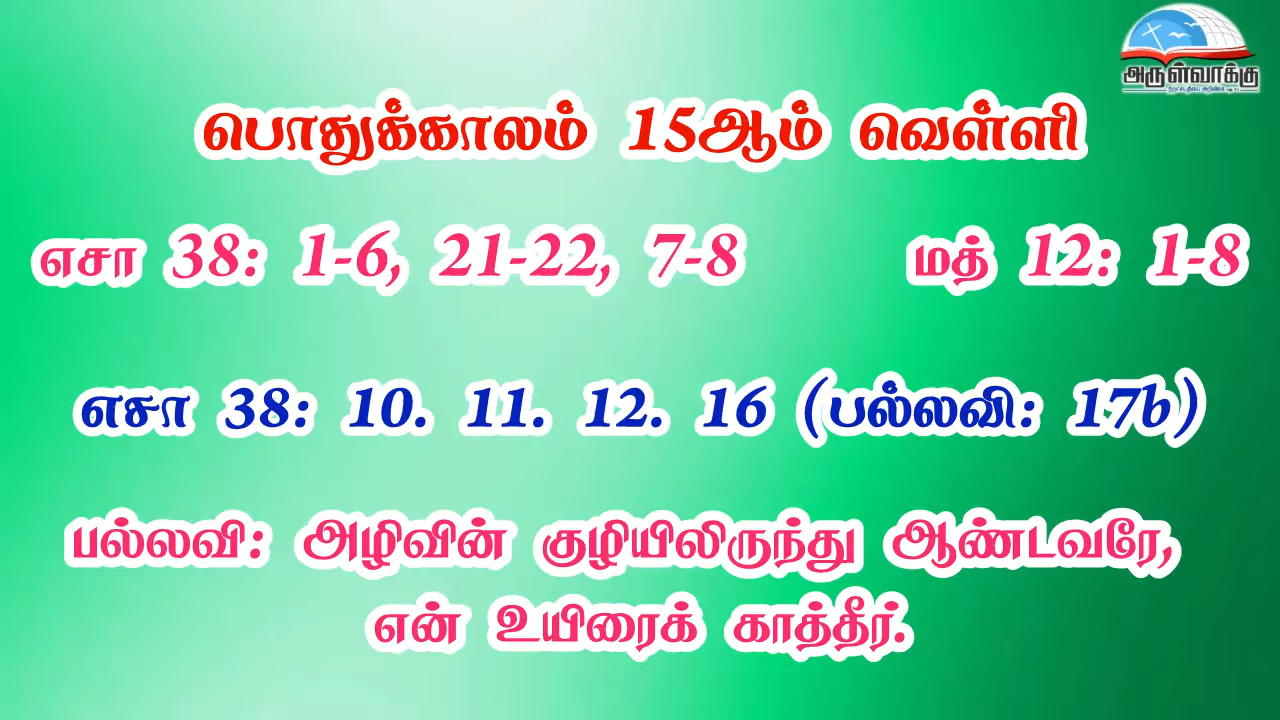 அருள்வாக்கு
பொதுக்காலம் 15ஆம் வெள்ளி
எசா 38: 1-6, 21-22, 7-8 மத் 12: 1-8
எசா 38: 10. 11. 12. 16 (பல்லவி: 17b)
பல்லவி: அழிவின் குழியிலிருந்து ஆண்டவரே,
என் உயிரைக் காத்தீர்.